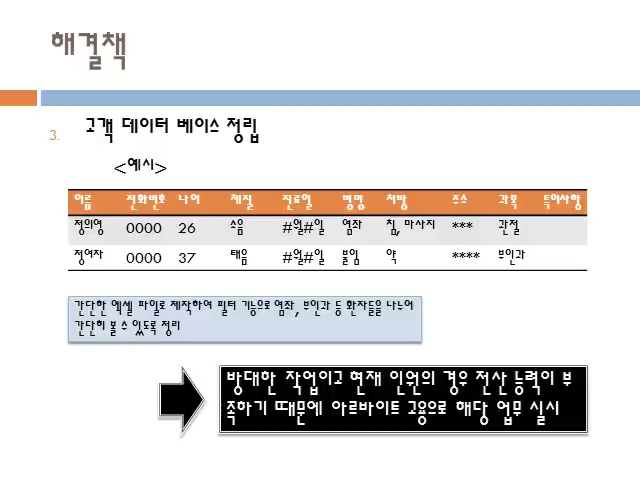 해결책
3. 고객 데이터 베이스 정립
<예시>
이름 전화번호 나이 체질 진료일 병명 처방 주소 과목 특이사항
정의영 0000 26 소음 #월#일 염좌 침, 마사지 *** 관절
정여자 0000 37 태음 #월#일 불임 약 **** 부인과
간단한 엑셀 파일로 제작하여 필터 기능으로 염좌, 부인과 등 환자들을 나누어
간단히 볼 수 있도록 정리
방대한 작업이고 현재 인원의 경우 전산 능력이 부
족하기 때문에 아르바이트 고용으로 해당 업무 실시